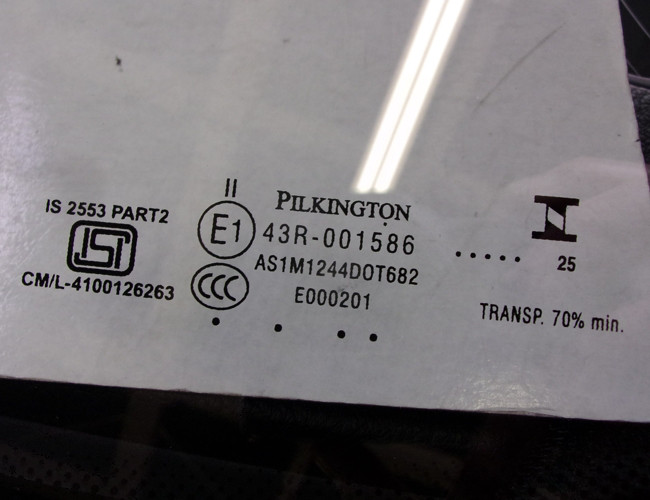 IS 2553 PART2
ISI
CM/L-4100126263
II
E1
CCC
PILKINGTON
43R-001586
AS1M1244DOT682
E000201
.....
25
TRANSP. 70% min.